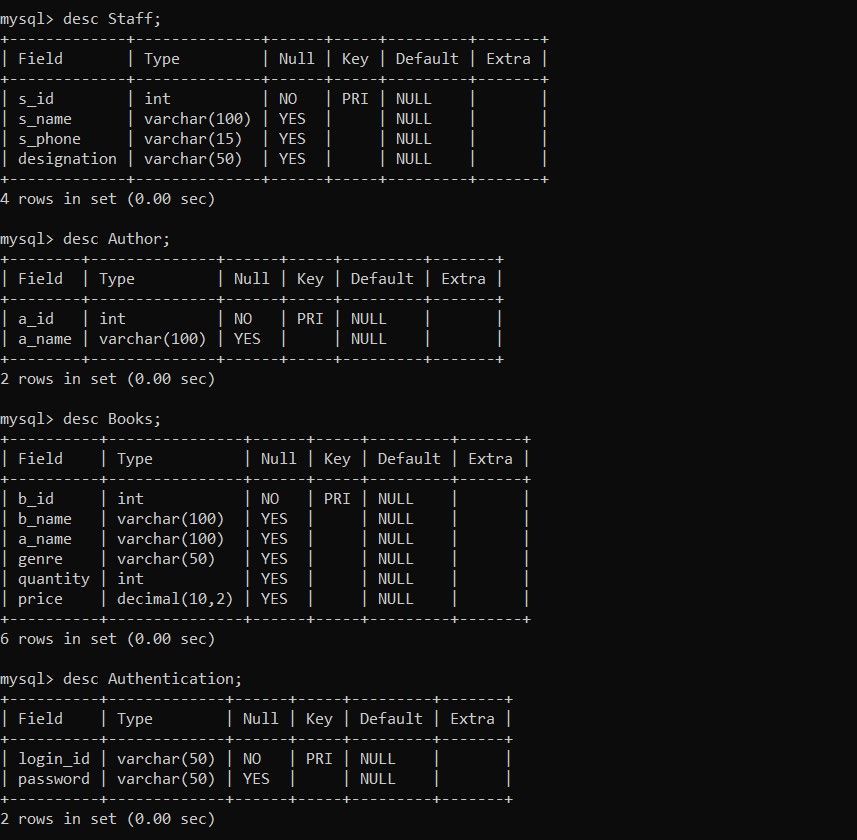 mysql> desc Staff;
+-------------+--------------+------+-----+---------+-------+
| Field       | Type         | Null | Key | Default | Extra |
+-------------+--------------+------+-----+---------+-------+
| s_id        | int          | NO   | PRI | NULL    |       |
| s_name      | varchar(100) | YES  |     | NULL    |       |
| s_phone     | varchar(15)  | YES  |     | NULL    |       |
| designation | varchar(50)  | YES  |     | NULL    |       |
+-------------+--------------+------+-----+---------+-------+
4 rows in set (0.00 sec)

mysql> desc Author;
+--------+--------------+------+-----+---------+-------+
| Field  | Type         | Null | Key | Default | Extra |
+--------+--------------+------+-----+---------+-------+
| a_id   | int          | NO   | PRI | NULL    |       |
| a_name | varchar(100) | YES  |     | NULL    |       |
+--------+--------------+------+-----+---------+-------+
2 rows in set (0.00 sec)

mysql> desc Books;
+----------+---------------+------+-----+---------+-------+
| Field    | Type          | Null | Key | Default | Extra |
+----------+---------------+------+-----+---------+-------+
| b_id     | int           | NO   | PRI | NULL    |       |
| b_name   | varchar(100)  | YES  |     | NULL    |       |
| a_name   | varchar(100)  | YES  |     | NULL    |       |
| genre    | varchar(50)   | YES  |     | NULL    |       |
| quantity | int           | YES  |     | NULL    |       |
| price    | decimal(10,2) | YES  |     | NULL    |       |
+----------+---------------+------+-----+---------+-------+
6 rows in set (0.00 sec)

mysql> desc Authentication;
+----------+-------------+------+-----+---------+-------+
| Field    | Type        | Null | Key | Default | Extra |
+----------+-------------+------+-----+---------+-------+
| login_id | varchar(50) | NO   | PRI | NULL    |       |
| password | varchar(50) | YES  |     | NULL    |       |
+----------+-------------+------+-----+---------+-------+
2 rows in set (0.00 sec)